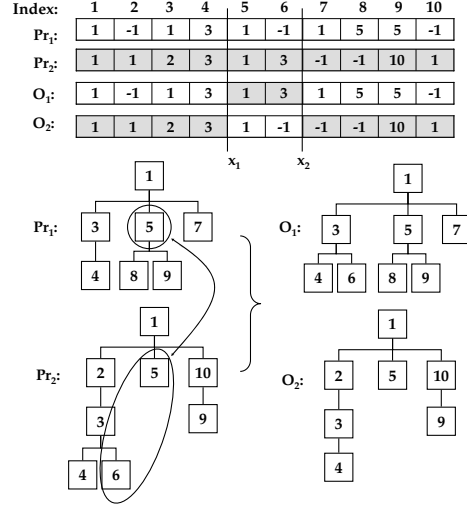 Index: 1 2 3 4 5 6 7 8 9 10
Pr1: 1 -1 1 3 1 -1 1 5 5 -1
Pr2: 1 1 2 3 1 3 -1 -1 10 1
O1: 1 -1 1 3 1 3 1 5 5 -1
O2: 1 1 2 3 1 -1 -1 -1 10 1
x1 x2
1
Pr1: 3 5 7
4 8 9
1
O1: 3 5 7
4 6 8 9
1
Pr2: 2 5 10
3 9
4 6
1
O2: 2 5 10
3 9
4